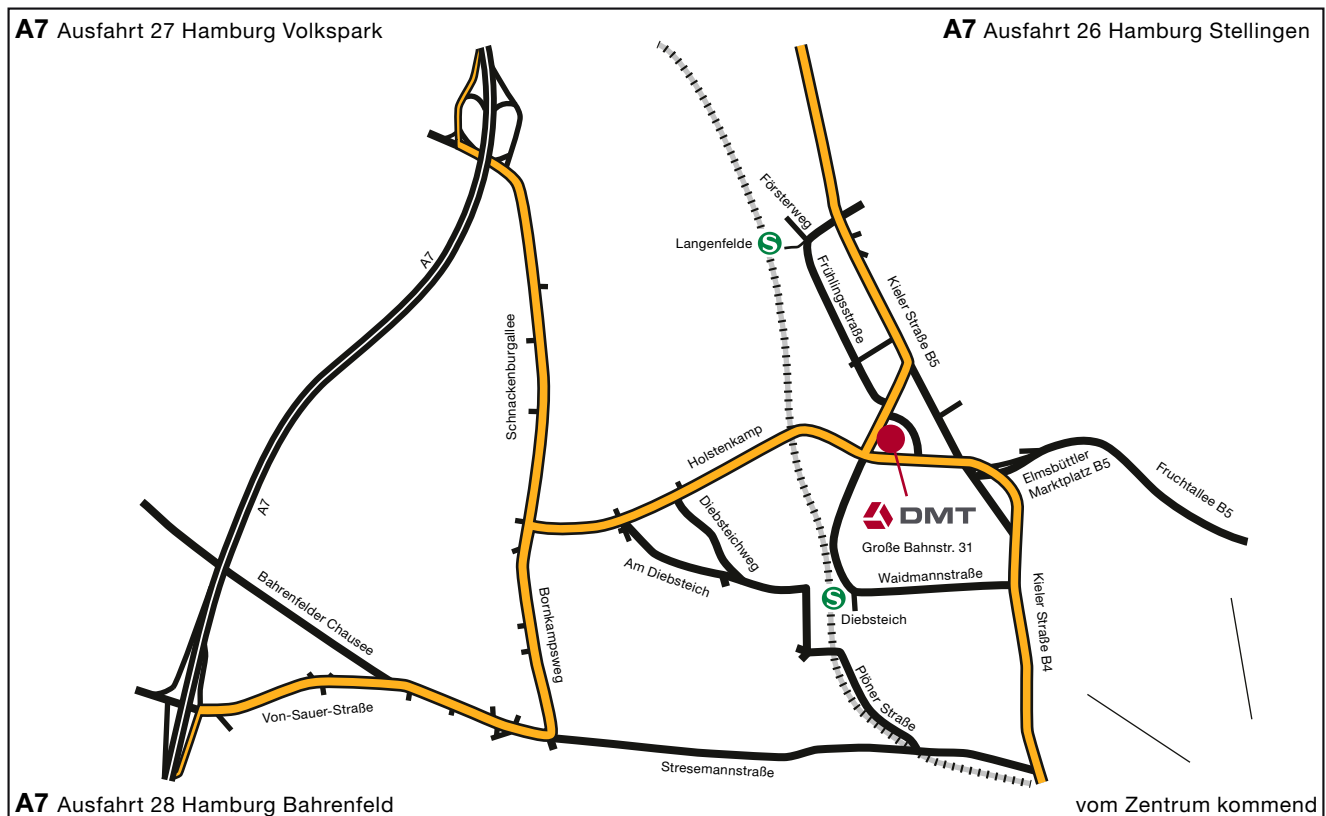 A7 Ausfahrt 27 Hamburg Volkspark
A7 Ausfahrt 26 Hamburg Stellingen
Försterweg
Langenfelde
S
A7
Frühlingsstraße
Kieler Straße B5
Schnackenburgallee
Holstenkamp
Elmsbüttler
Marktplatz B5
Fruchtallee B5
A7
Diebsteichweg
DMT
Große Bahnstr. 31
Am Diebsteich
Waidmannstraße
Bahrenfelder Chausee
Bornkampsweg
S
Diebsteich
Kieler Straße B4
Plöner Straße
Von-Sauer-Straße
Stresemannstraße
A7 Ausfahrt 28 Hamburg Bahrenfeld
vom Zentrum kommend